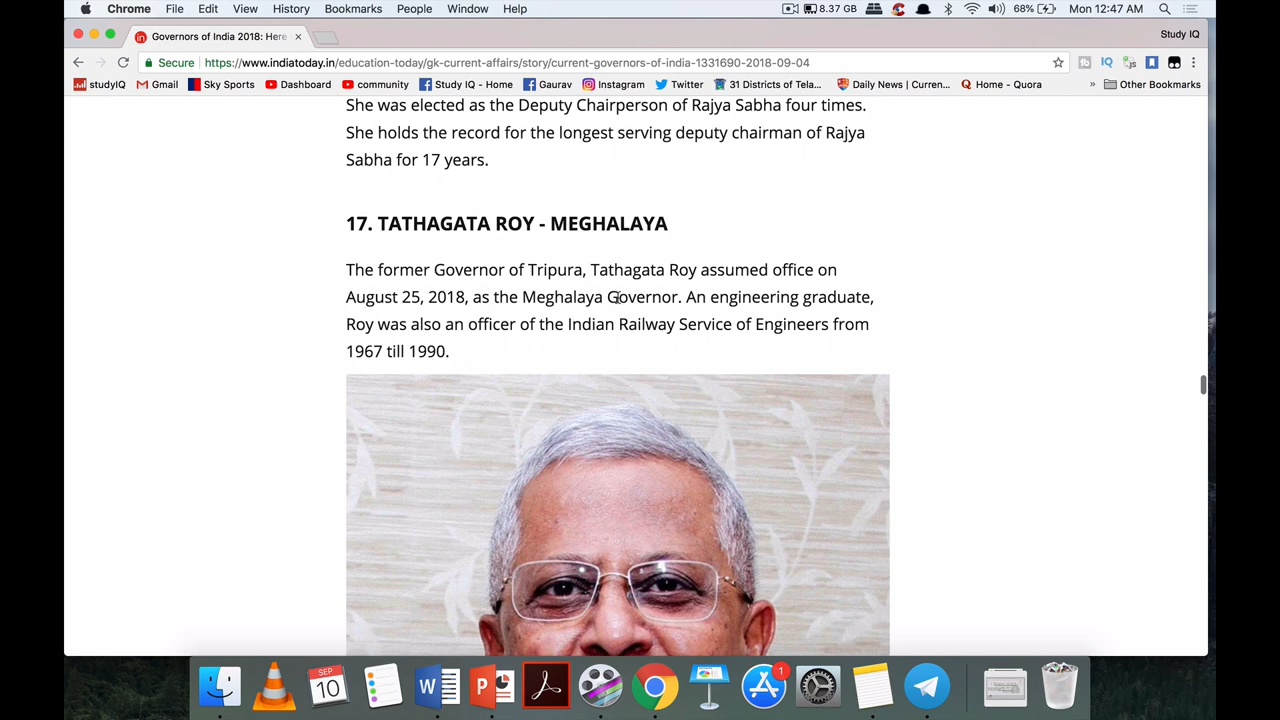 Chrome File Edit View History Bookmarks People Window Help 8.37 GB 68% Mon 12:47 AM
Governors of India 2018: Here × Study IQ
Secure https://www.indiatoday.in/education-today/gk-current-affairs/story/current-governors-of-india-1331690-2018-09-04 IQ
studyIQ Gmail Sky Sports Dashboard community Study IQ - Home Gaurav Instagram Twitter 31 Districts of Tela... Daily News | Curren... Home - Quora » Other Bookmarks
She was elected as the Deputy Chairperson of Rajya Sabha four times.
She holds the record for the longest serving deputy chairman of Rajya
Sabha for 17 years.
17. TATHAGATA ROY - MEGHALAYA
The former Governor of Tripura, Tathagata Roy assumed office on
August 25, 2018, as the Meghalaya Governor. An engineering graduate,
Roy was also an officer of the Indian Railway Service of Engineers from
1967 till 1990.
SEP
10
W
P
1